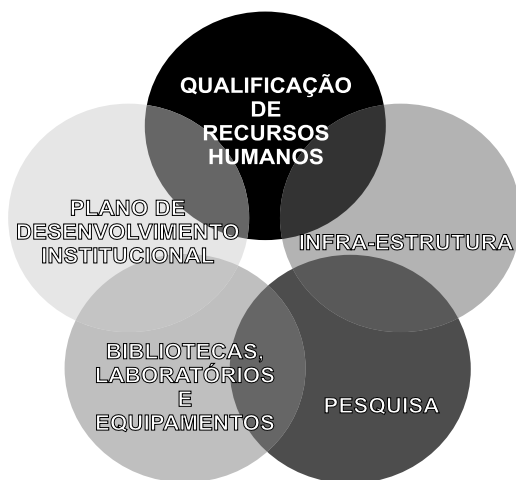 QUALIFICAÇÃO
DE
RECURSOS
HUMANOS
PLANO DE
DESENVOLVIMENTO
INSTITUCIONAL
INFRA-ESTRUTURA
BIBLIOTECAS,
LABORATÓRIOS
E
EQUIPAMENTOS
PESQUISA